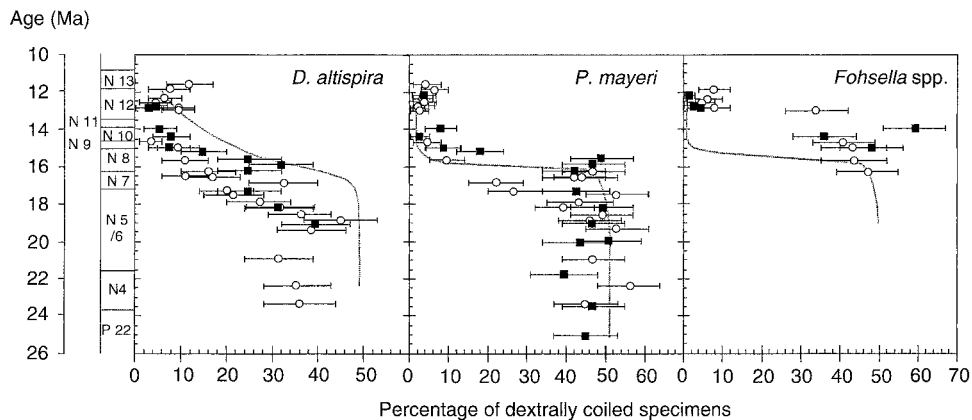 Age (Ma)
10
12
14
16
18
20
22
24
26
N 13
N 12
N 11
N 10
N 9
N 8
N 7
N 5
/6
N4
P 22
D. altispira
P. mayeri
Fohsella spp.
0 10 20 30 40 50
0 10 20 30 40 50 60
0 10 20 30 40 50 60 70
Percentage of dextrally coiled specimens